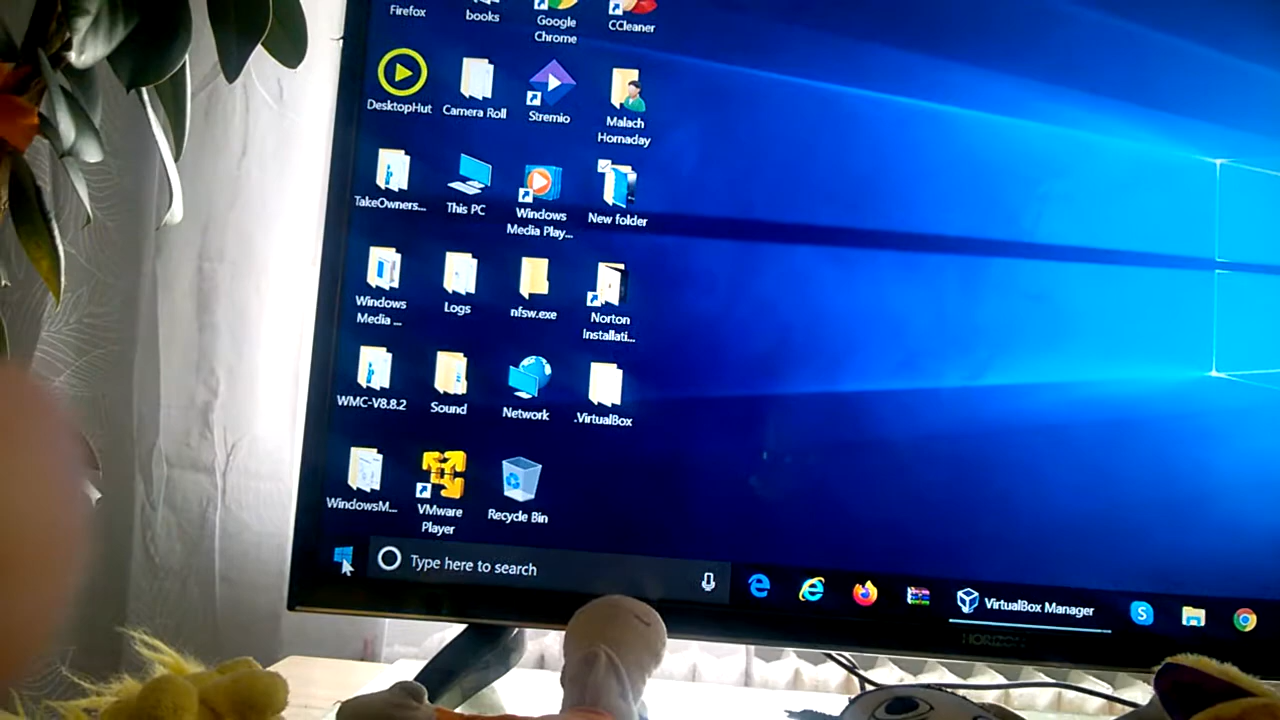 Firefox
books
Google
Chrome
CCleaner
DesktopHut
Camera Roll
Stremio
Malach
Hornaday
TakeOwners...
This PC
Windows
Media Play...
New folder
Windows
Media ...
Logs
nfsw.exe
Norton
Installati...
WMC-V8.8.2
Sound
Network
.VirtualBox
WindowsM...
VMware
Player
Recycle Bin
Type here to search
VirtualBox Manager
HORIZON